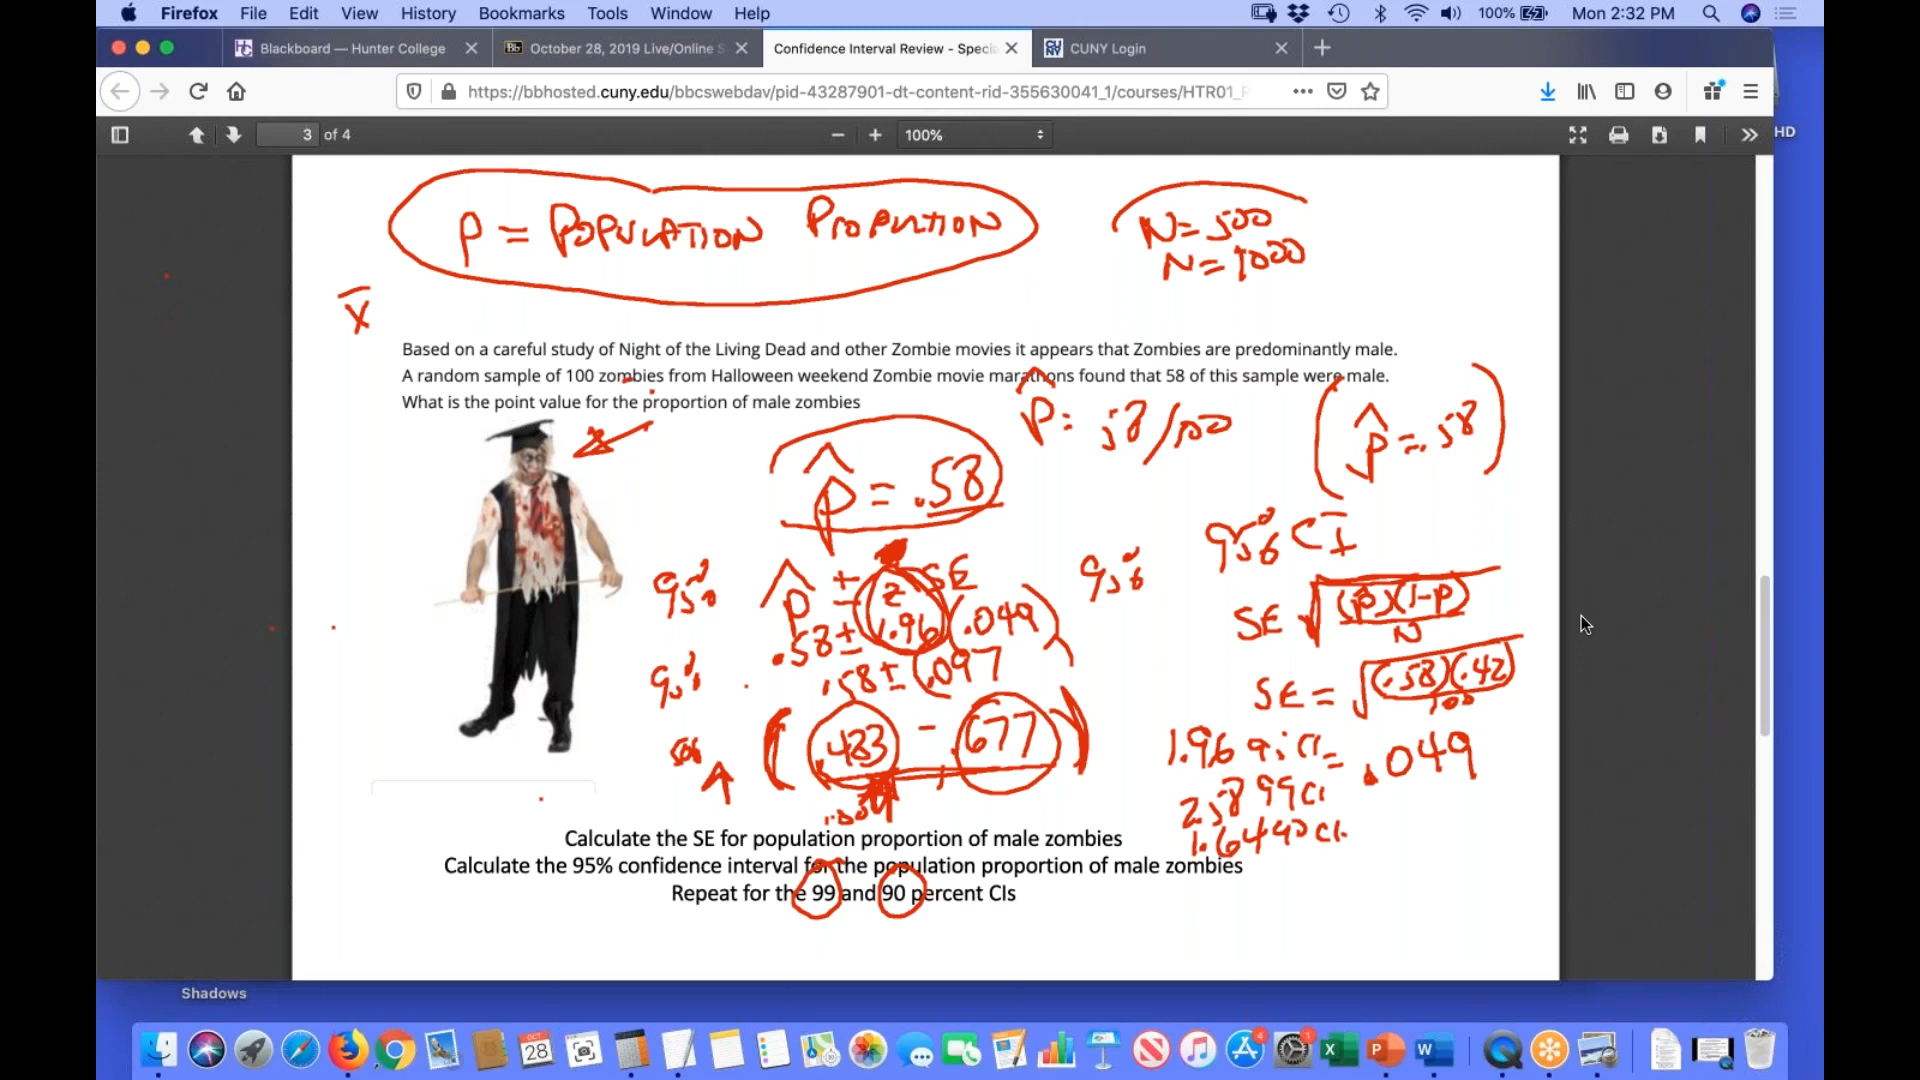 Firefox File Edit View History Bookmarks Tools Window Help 100% Mon 2:32 PM
Blackboard — Hunter College October 28, 2019 Live/Online S Confidence Interval Review - Specia CUNY Login
https://bbhosted.cuny.edu/bbcswebdav/pid-43287901-dt-content-rid-355630041_1/courses/HTR01_
3 of 4 100% HD
P = POPULATION PROPORTION
N=500
N=1000
x̄
Based on a careful study of Night of the Living Dead and other Zombie movies it appears that Zombies are predominantly male.
A random sample of 100 zombies from Halloween weekend Zombie movie marathons found that 58 of this sample were male.
What is the point value for the proportion of male zombies
p̂ = 58/100
p̂ = .58
p̂ = .58
95% CI
95% p̂ ± z SE 95%
.58 ± 1.96 (.049)
.58 ± (.097
(.483 - .677)
SE √(p)(1-p)
N
SE = √(.58)(.42)
100
= .049
1.96
2.58 99 CI
1.64 90 CI
Calculate the SE for population proportion of male zombies
Calculate the 95% confidence interval for the population proportion of male zombies
Repeat for the 99 and 90 percent CIs
Shadows
OCT
28